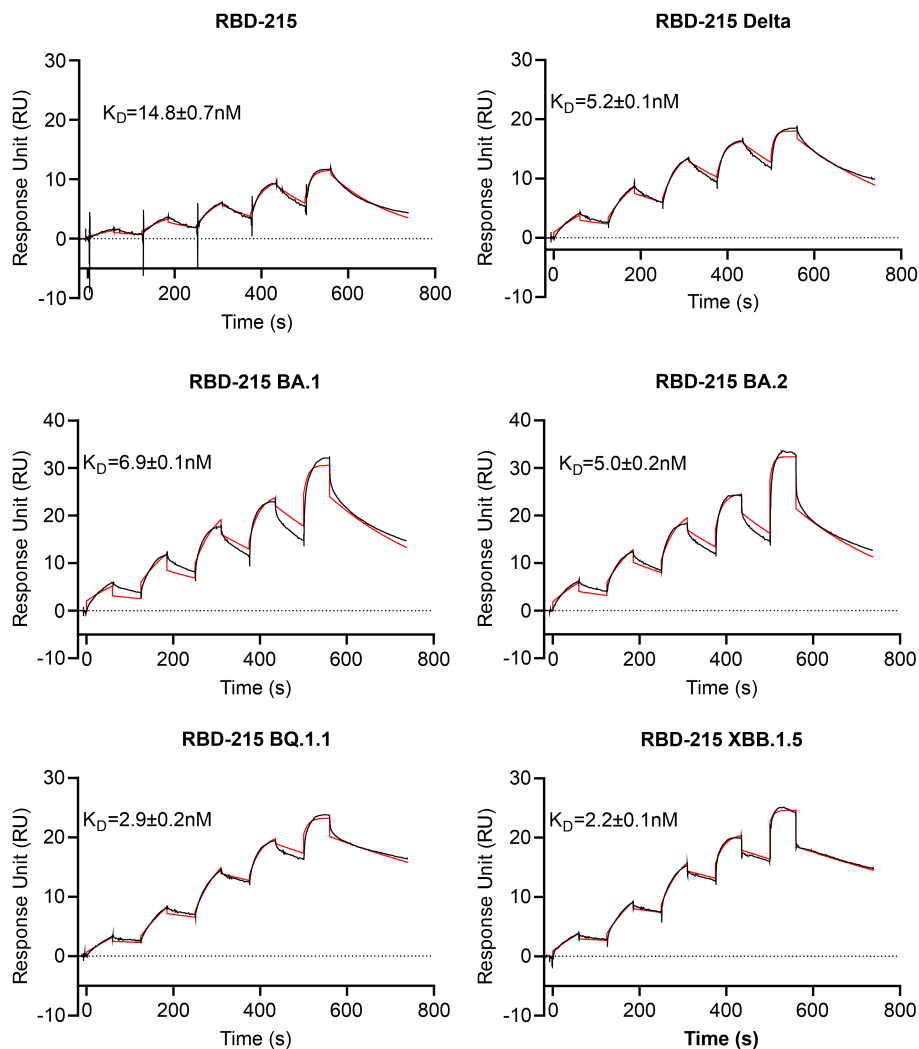 RBD-215
30
20
10
0
-10
Response Unit (RU)
K_D=14.8±0.7nM
0
200
400
600
800
Time (s)
RBD-215 Delta
30
20
10
0
-10
Response Unit (RU)
K_D=5.2±0.1nM
0
200
400
600
800
Time (s)
RBD-215 BA.1
40
30
20
10
0
-10
Response Unit (RU)
K_D=6.9±0.1nM
0
200
400
600
800
Time (s)
RBD-215 BA.2
40
30
20
10
0
-10
Response Unit (RU)
K_D=5.0±0.2nM
0
200
400
600
800
Time (s)
RBD-215 BQ.1.1
30
20
10
0
-10
Response Unit (RU)
K_D=2.9±0.2nM
0
200
400
600
800
Time (s)
RBD-215 XBB.1.5
30
20
10
0
-10
Response Unit (RU)
K_D=2.2±0.1nM
0
200
400
600
800
Time (s)